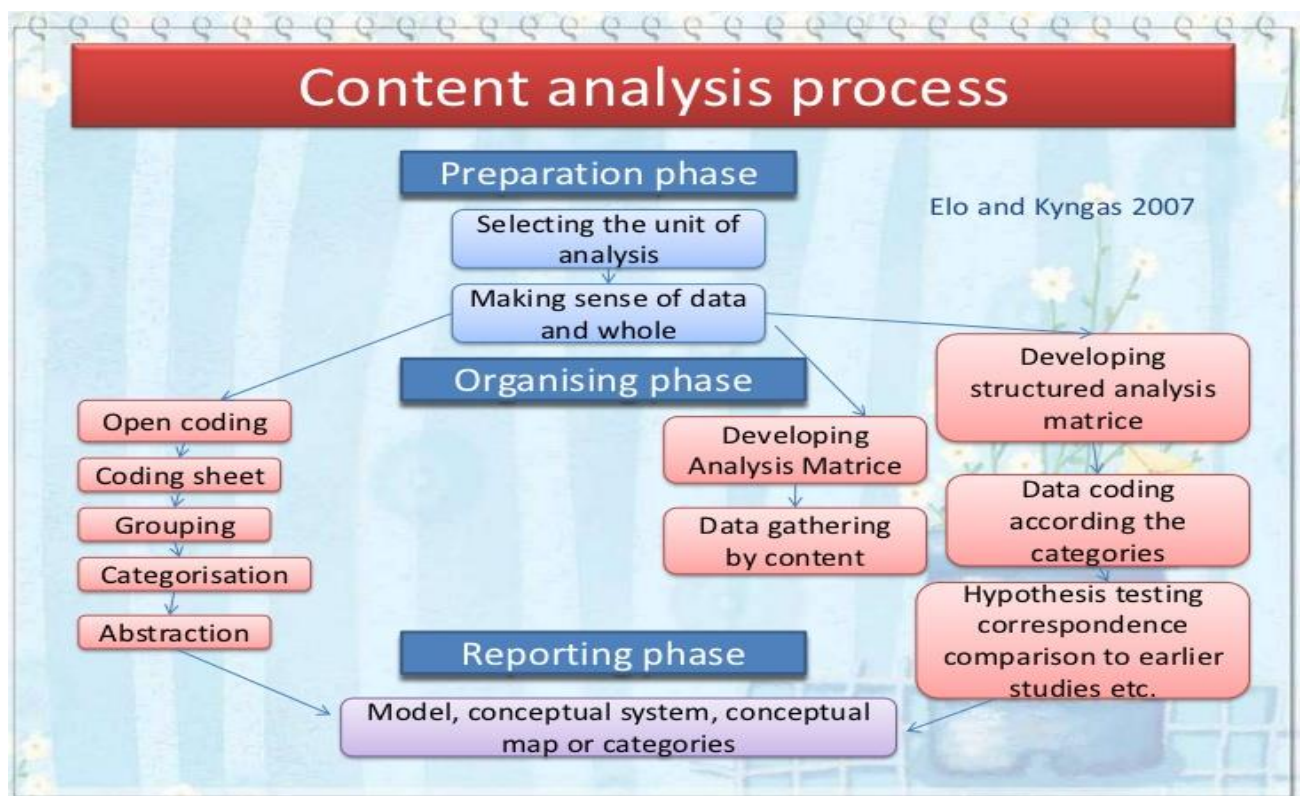 Content analysis process
Preparation phase
Elo and Kyngas 2007
Selecting the unit of
analysis
Making sense of data
and whole
Organising phase
Open coding
Coding sheet
Grouping
Categorisation
Abstraction
Developing
Analysis Matrice
Data gathering
by content
Developing
structured analysis
matrice
Data coding
according the
categories
Hypothesis testing
correspondence
comparison to earlier
studies etc.
Reporting phase
Model, conceptual system, conceptual
map or categories